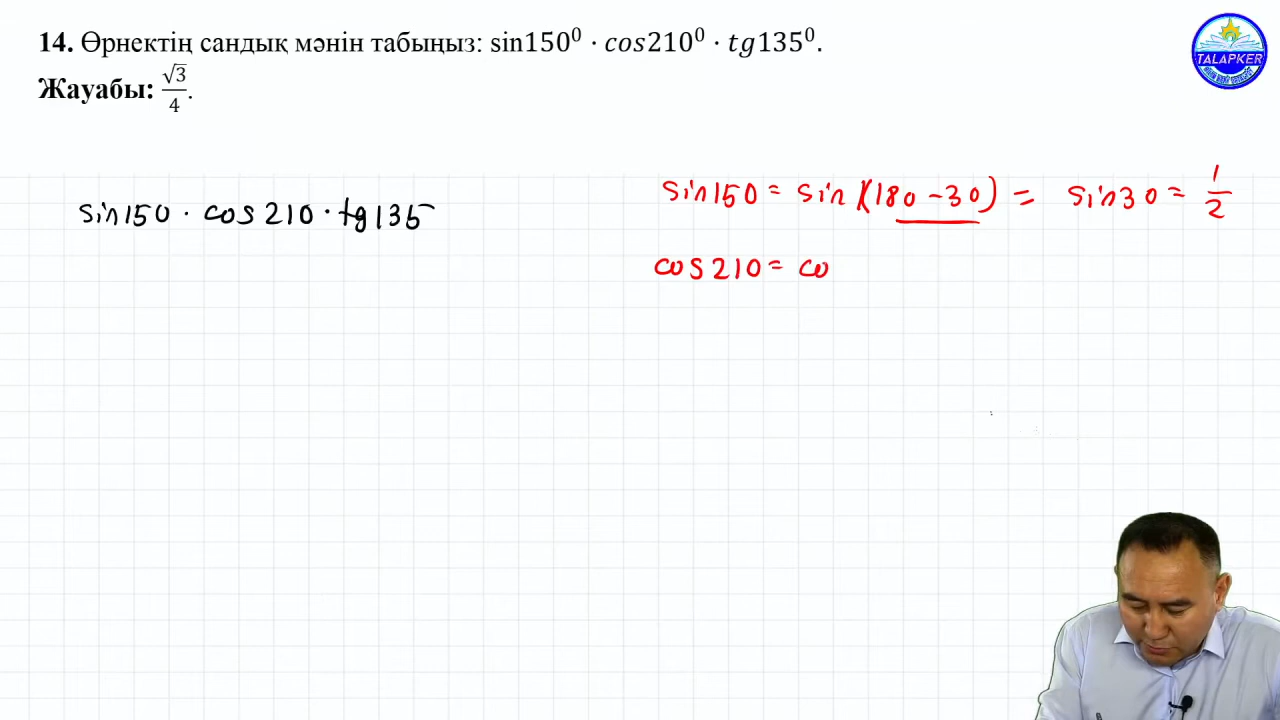 14. Өрнектің сандық мәнін табыңыз: sin150⁰ · cos210⁰ · tg135⁰.
Жауабы: √3/4.
TALAPKER
sin150 · cos210 · tg135
sin150 = sin(180 - 30) = sin30 = 1/2
cos210 = co